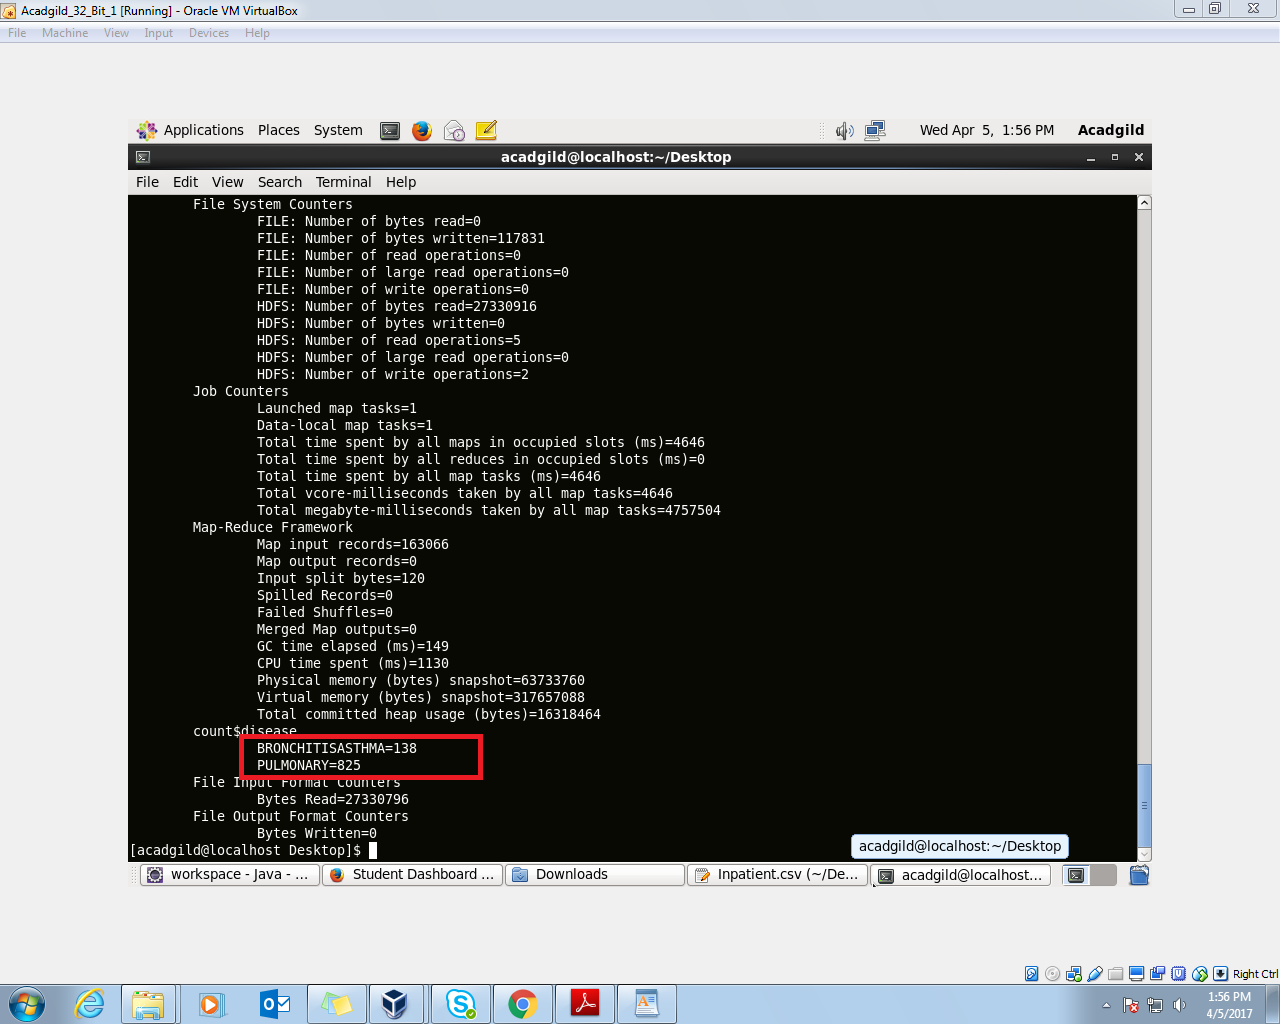 Acadgild_32_Bit_1 [Running] - Oracle VM VirtualBox
File Machine View Input Devices Help
Applications Places System Wed Apr 5, 1:56 PM Acadgild
acadgild@localhost:~/Desktop
File Edit View Search Terminal Help
File System Counters
FILE: Number of bytes read=0
FILE: Number of bytes written=117831
FILE: Number of read operations=0
FILE: Number of large read operations=0
FILE: Number of write operations=0
HDFS: Number of bytes read=27330916
HDFS: Number of bytes written=0
HDFS: Number of read operations=5
HDFS: Number of large read operations=0
HDFS: Number of write operations=2
Job Counters
Launched map tasks=1
Data-local map tasks=1
Total time spent by all maps in occupied slots (ms)=4646
Total time spent by all reduces in occupied slots (ms)=0
Total time spent by all map tasks (ms)=4646
Total vcore-milliseconds taken by all map tasks=4646
Total megabyte-milliseconds taken by all map tasks=4757504
Map-Reduce Framework
Map input records=163066
Map output records=0
Input split bytes=120
Spilled Records=0
Failed Shuffles=0
Merged Map outputs=0
GC time elapsed (ms)=149
CPU time spent (ms)=1130
Physical memory (bytes) snapshot=63733760
Virtual memory (bytes) snapshot=317657088
Total committed heap usage (bytes)=16318464
count$disease
BRONCHITISASTHMA=138
PULMONARY=825
File Input Format Counters
Bytes Read=27330796
File Output Format Counters
Bytes Written=0
[acadgild@localhost Desktop]$
acadgild@localhost:~/Desktop
workspace - Java - ... Student Dashboard ... Downloads Inpatient.csv (~/De... acadgild@localhost...
Right Ctrl
1:56 PM
4/5/2017